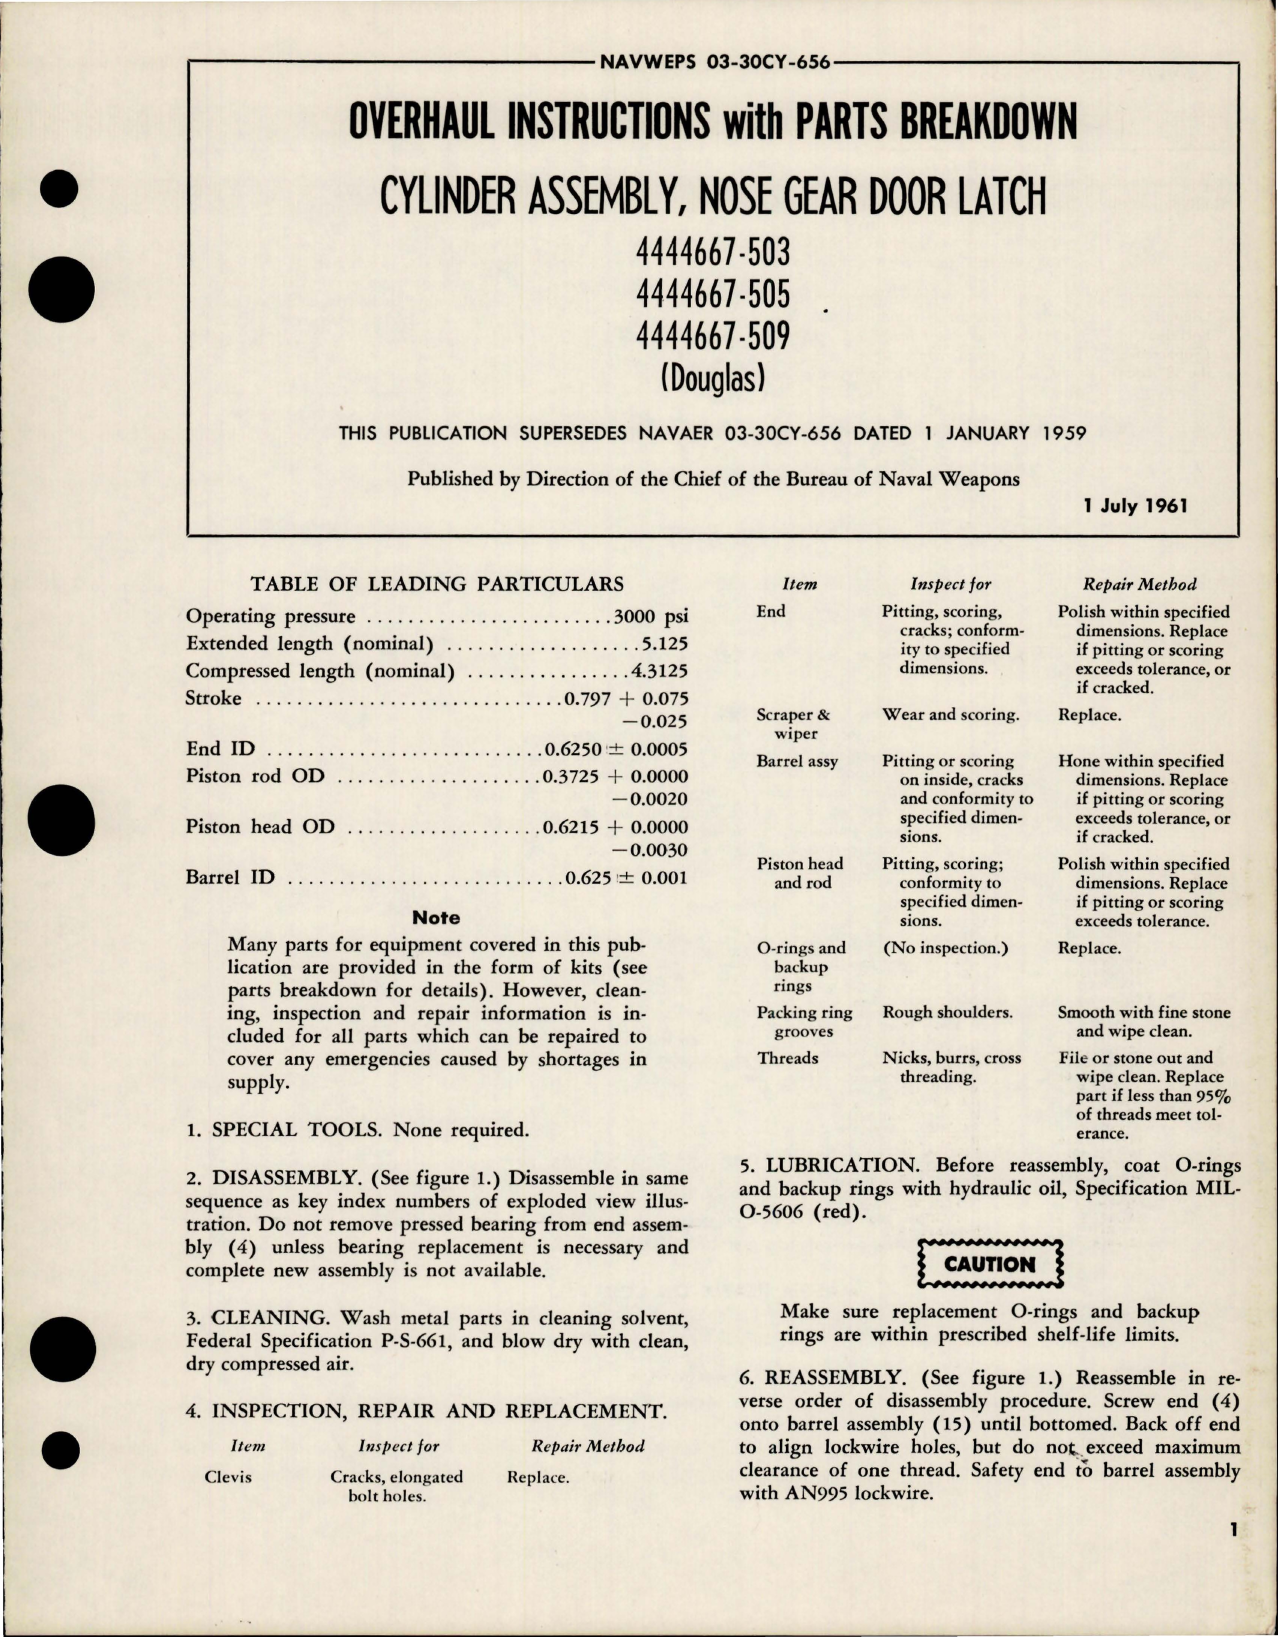 NAVWEPS 03-30CY-656
OVERHAUL INSTRUCTIONS with PARTS BREAKDOWN
CYLINDER ASSEMBLY, NOSE GEAR DOOR LATCH
4444667-503
4444667-505
4444667-509
(Douglas)
THIS PUBLICATION SUPERSEDES NAVAER 03-30CY-656 DATED 1 JANUARY 1959
Published by Direction of the Chief of the Bureau of Naval Weapons
1 July 1961
TABLE OF LEADING PARTICULARS
Operating pressure ........................3000 psi
Extended length (nominal) ...................5.125
Compressed length (nominal) ................4.3125
Stroke ..............................0.797 + 0.075
—0.025
End ID ...........................0.6250 ± 0.0005
Piston rod OD ....................0.3725 + 0.0000
—0.0020
Piston head OD ...................0.6215 + 0.0000
—0.0030
Barrel ID ...........................0.625 ± 0.001
Note
Many parts for equipment covered in this pub-
lication are provided in the form of kits (see
parts breakdown for details). However, clean-
ing, inspection and repair information is in-
cluded for all parts which can be repaired to
cover any emergencies caused by shortages in
supply.
1. SPECIAL TOOLS. None required.
2. DISASSEMBLY. (See figure 1.) Disassemble in same
sequence as key index numbers of exploded view illus-
tration. Do not remove pressed bearing from end assem-
bly (4) unless bearing replacement is necessary and
complete new assembly is not available.
3. CLEANING. Wash metal parts in cleaning solvent,
Federal Specification P-S-661, and blow dry with clean,
dry compressed air.
4. INSPECTION, REPAIR AND REPLACEMENT.
Item Inspect for Repair Method
Clevis Cracks, elongated Replace.
bolt holes.
Item Inspect for Repair Method
End Pitting, scoring, Polish within specified
cracks; conform- dimensions. Replace
ity to specified if pitting or scoring
dimensions. exceeds tolerance, or
if cracked.
Scraper & Wear and scoring. Replace.
wiper
Barrel assy Pitting or scoring Hone within specified
on inside, cracks dimensions. Replace
and conformity to if pitting or scoring
specified dimen- exceeds tolerance, or
sions. if cracked.
Piston head Pitting, scoring; Polish within specified
and rod conformity to dimensions. Replace
specified dimen- if pitting or scoring
sions. exceeds tolerance.
O-rings and (No inspection.) Replace.
backup
rings
Packing ring Rough shoulders. Smooth with fine stone
grooves and wipe clean.
Threads Nicks, burrs, cross File or stone out and
threading. wipe clean. Replace
part if less than 95%
of threads meet tol-
erance.
5. LUBRICATION. Before reassembly, coat O-rings
and backup rings with hydraulic oil, Specification MIL-
O-5606 (red).
CAUTION
Make sure replacement O-rings and backup
rings are within prescribed shelf-life limits.
6. REASSEMBLY. (See figure 1.) Reassemble in re-
verse order of disassembly procedure. Screw end (4)
onto barrel assembly (15) until bottomed. Back off end
to align lockwire holes, but do not exceed maximum
clearance of one thread. Safety end to barrel assembly
with AN995 lockwire.
1